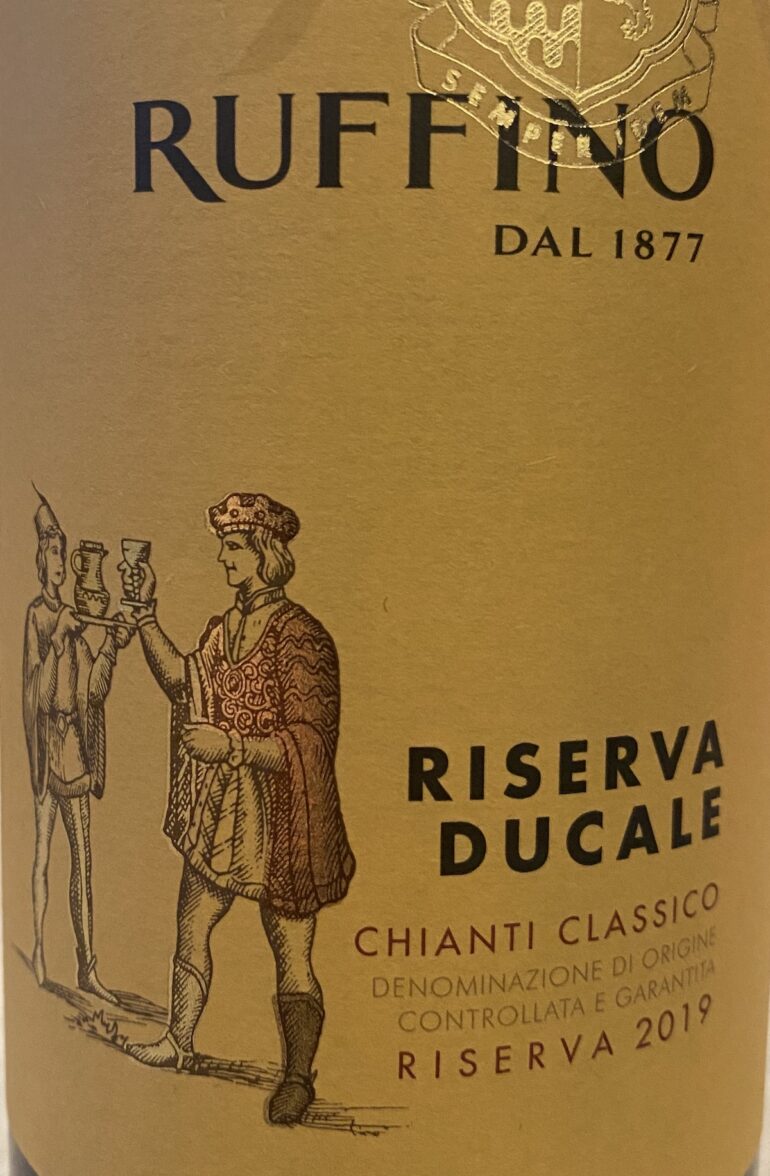 SEMPER IDEM
RUFFINO
DAL 1877
RISERVA
DUCALE
CHIANTI CLASSICO
DENOMINAZIONE DI ORIGINE
CONTROLLATA E GARANTITA
RISERVA 2019